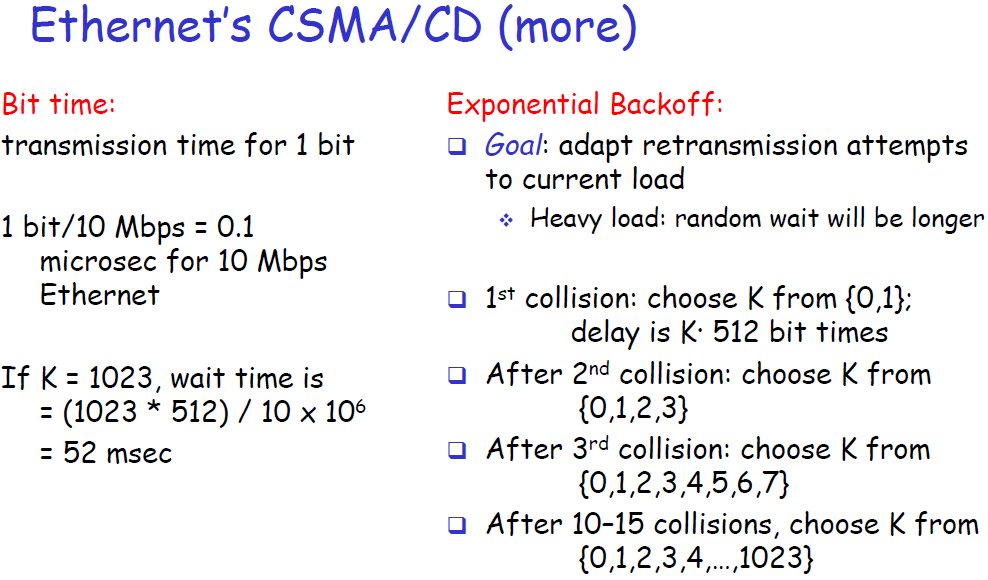 Ethernet's CSMA/CD (more)
Bit time:
transmission time for 1 bit
1 bit/10 Mbps = 0.1
microsec for 10 Mbps
Ethernet
If K = 1023, wait time is
= (1023 * 512) / 10 x 10⁶
= 52 msec
Exponential Backoff:
Goal: adapt retransmission attempts
to current load
Heavy load: random wait will be longer
1ˢᵗ collision: choose K from {0,1};
delay is K· 512 bit times
After 2ⁿᵈ collision: choose K from
{0,1,2,3}
After 3ʳᵈ collision: choose K from
{0,1,2,3,4,5,6,7}
After 10–15 collisions, choose K from
{0,1,2,3,4,…,1023}